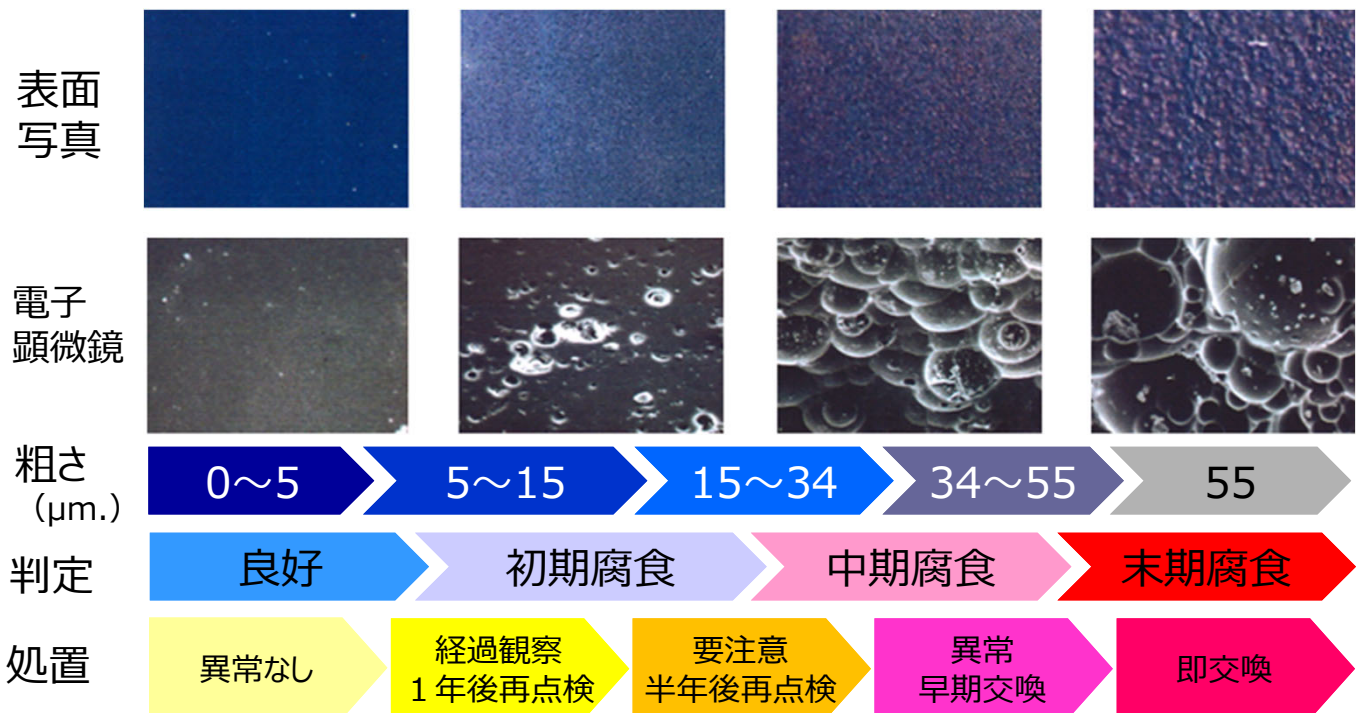 表面
写真
電子
顕微鏡
粗さ
（μm.）
0～5
5～15
15～34
34～55
55
判定
良好
初期腐食
中期腐食
末期腐食
処置
異常なし
経過観察
１年後再点検
要注意
半年後再点検
異常
早期交換
即交換